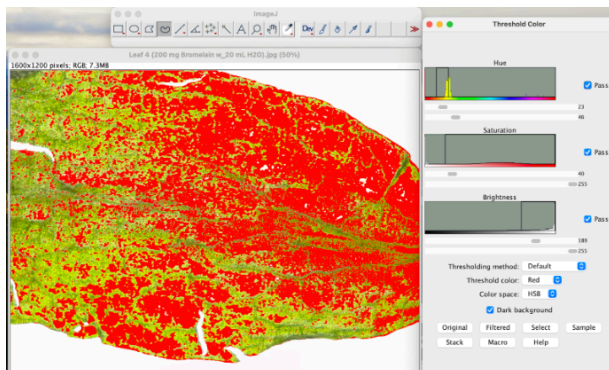 ImageJ
Dev
Leaf 4 (200 mg Bromelain w_20 mL H2O).jpg (50%)
1600x1200 pixels; RGB; 7.3MB
Threshold Color
Hue
Pass
23
46
Saturation
Pass
40
255
Brightness
Pass
189
255
Thresholding method: Default
Threshold color: Red
Color space: HSB
Dark background
Original Filtered Select Sample
Stack Macro Help